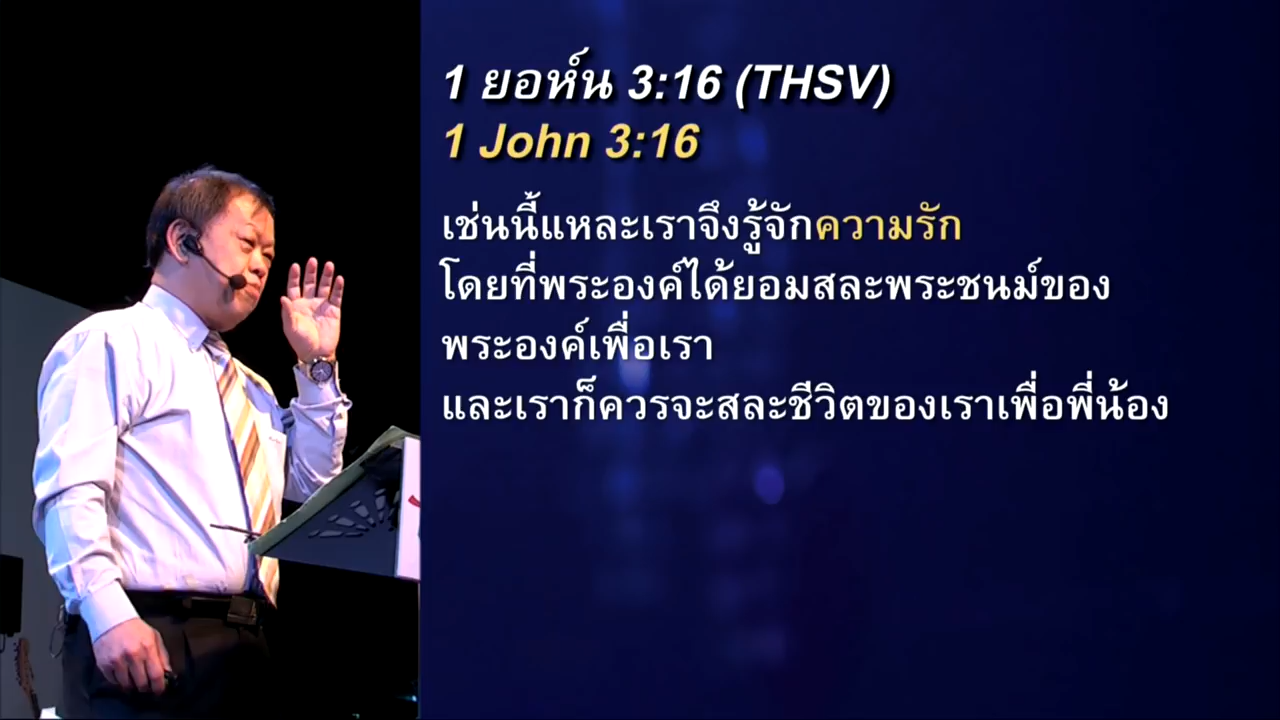 1 ยอห์น 3:16 (THSV)
1 John 3:16
เช่นนี้แหละเราจึงรู้จักความรัก
โดยที่พระองค์ได้ยอมสละพระชนม์ของ
พระองค์เพื่อเรา
และเราก็ควรจะสละชีวิตของเราเพื่อพี่น้อง